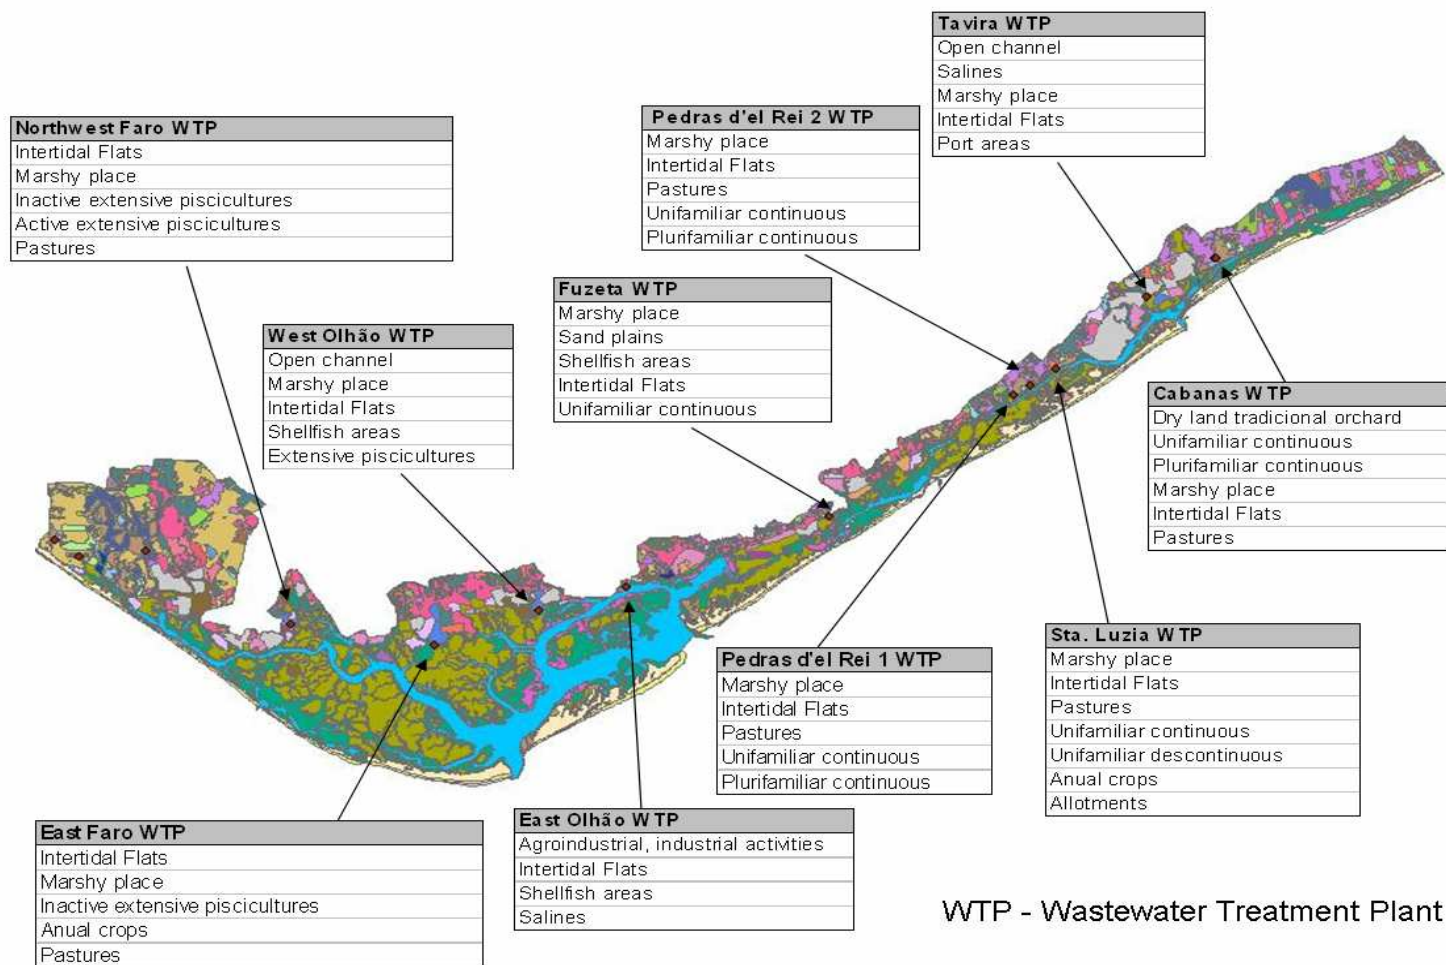 Tavira WTP
Open channel
Salines
Marshy place
Intertidal Flats
Port areas
Pedras d'el Rei 2 WTP
Marshy place
Intertidal Flats
Pastures
Unifamiliar continuous
Plurifamiliar continuous
Northwest Faro WTP
Intertidal Flats
Marshy place
Inactive extensive piscicultures
Active extensive piscicultures
Pastures
Fuzeta WTP
Marshy place
Sand plains
Shellfish areas
Intertidal Flats
Unifamiliar continuous
West Olhão WTP
Open channel
Marshy place
Intertidal Flats
Shellfish areas
Extensive piscicultures
Cabanas WTP
Dry land tradicional orchard
Unifamiliar continuous
Plurifamiliar continuous
Marshy place
Intertidal Flats
Pastures
Sta. Luzia WTP
Marshy place
Intertidal Flats
Pastures
Unifamiliar continuous
Unifamiliar descontinuous
Anual crops
Allotments
Pedras d'el Rei 1 WTP
Marshy place
Intertidal Flats
Pastures
Unifamiliar continuous
Plurifamiliar continuous
East Olhão WTP
Agroindustrial, industrial activities
Intertidal Flats
Shellfish areas
Salines
East Faro WTP
Intertidal Flats
Marshy place
Inactive extensive piscicultures
Anual crops
Pastures
WTP - Wastewater Treatment Plant